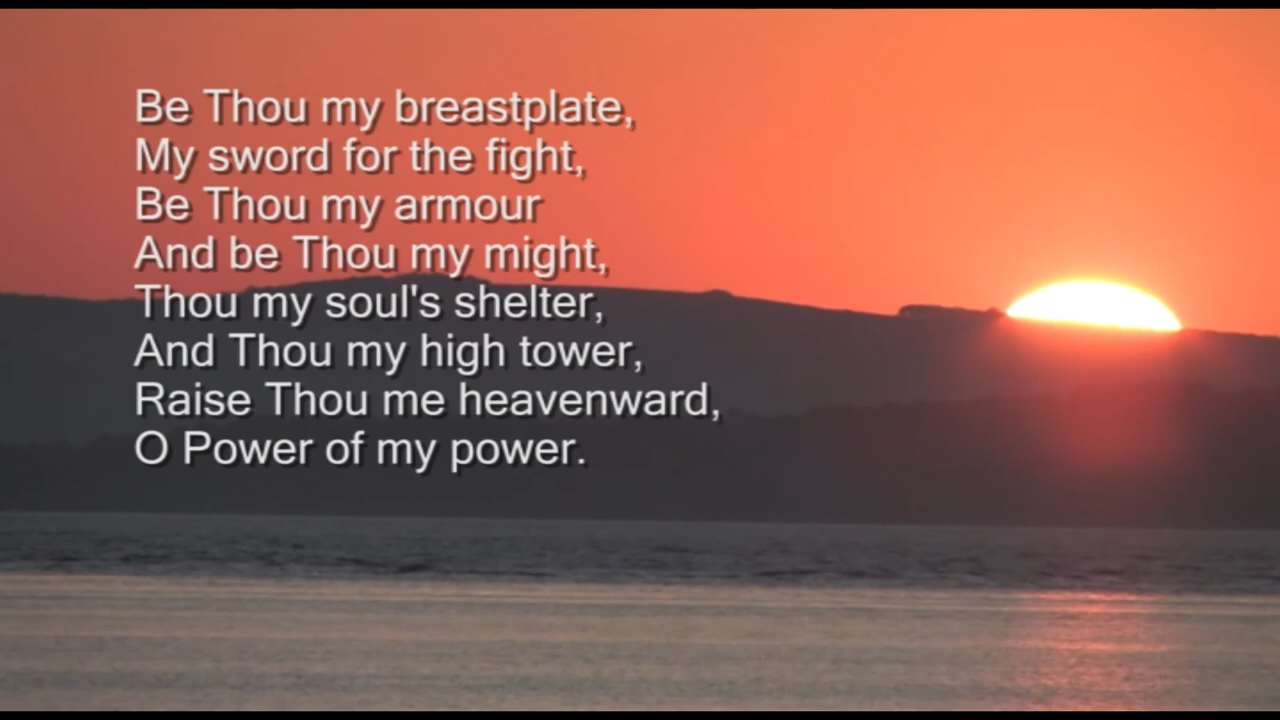 Be Thou my breastplate,
My sword for the fight,
Be Thou my armour
And be Thou my might,
Thou my soul's shelter,
And Thou my high tower,
Raise Thou me heavenward,
O Power of my power.